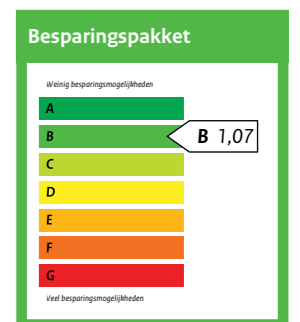 Besparingspakket
Weinig besparingsmogelijkheden
A
B
B 1,07
C
D
E
F
G
Veel besparingsmogelijkheden